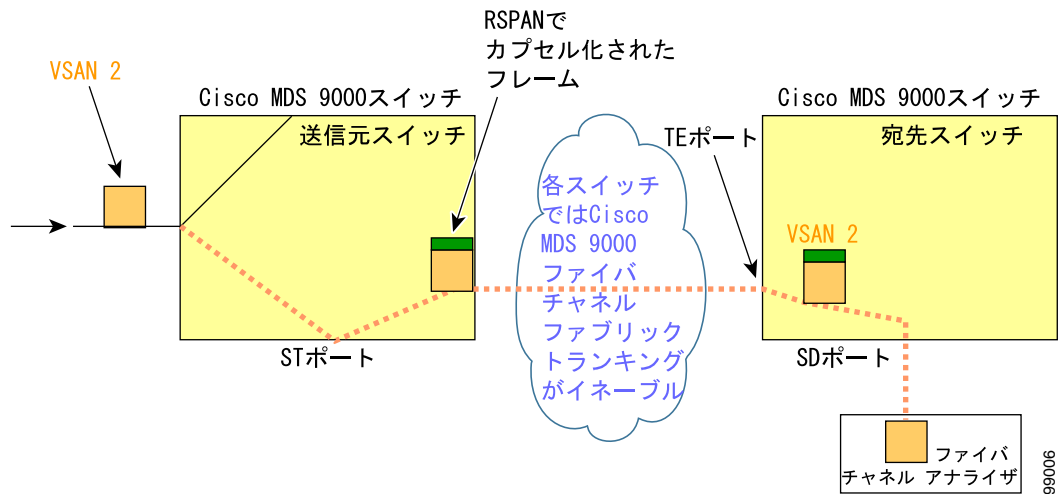 RSPANで
カプセル化された
フレーム
VSAN 2
Cisco MDS 9000スイッチ
送信元スイッチ
STポート
各スイッチ
ではCisco
MDS 9000
ファイバ
チャネル
ファブリック
トランキング
がイネーブル
TEポート
Cisco MDS 9000スイッチ
宛先スイッチ
VSAN 2
SDポート
ファイバ
チャネル アナライザ
99006